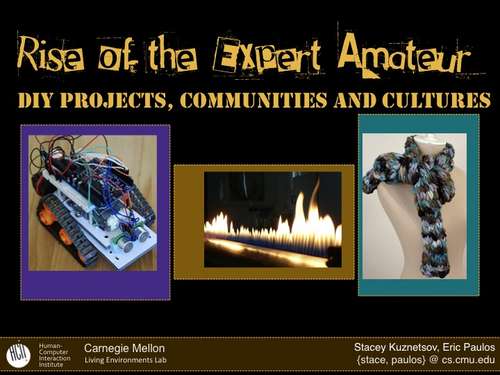 Rise of the Expert Amateur
DIY PROJECTS, COMMUNITIES AND CULTURES
HCII
Human-
Computer
Interaction
Institute
Carnegie Mellon
Living Environments Lab
Stacey Kuznetsov, Eric Paulos
{stace, paulos} @ cs.cmu.edu